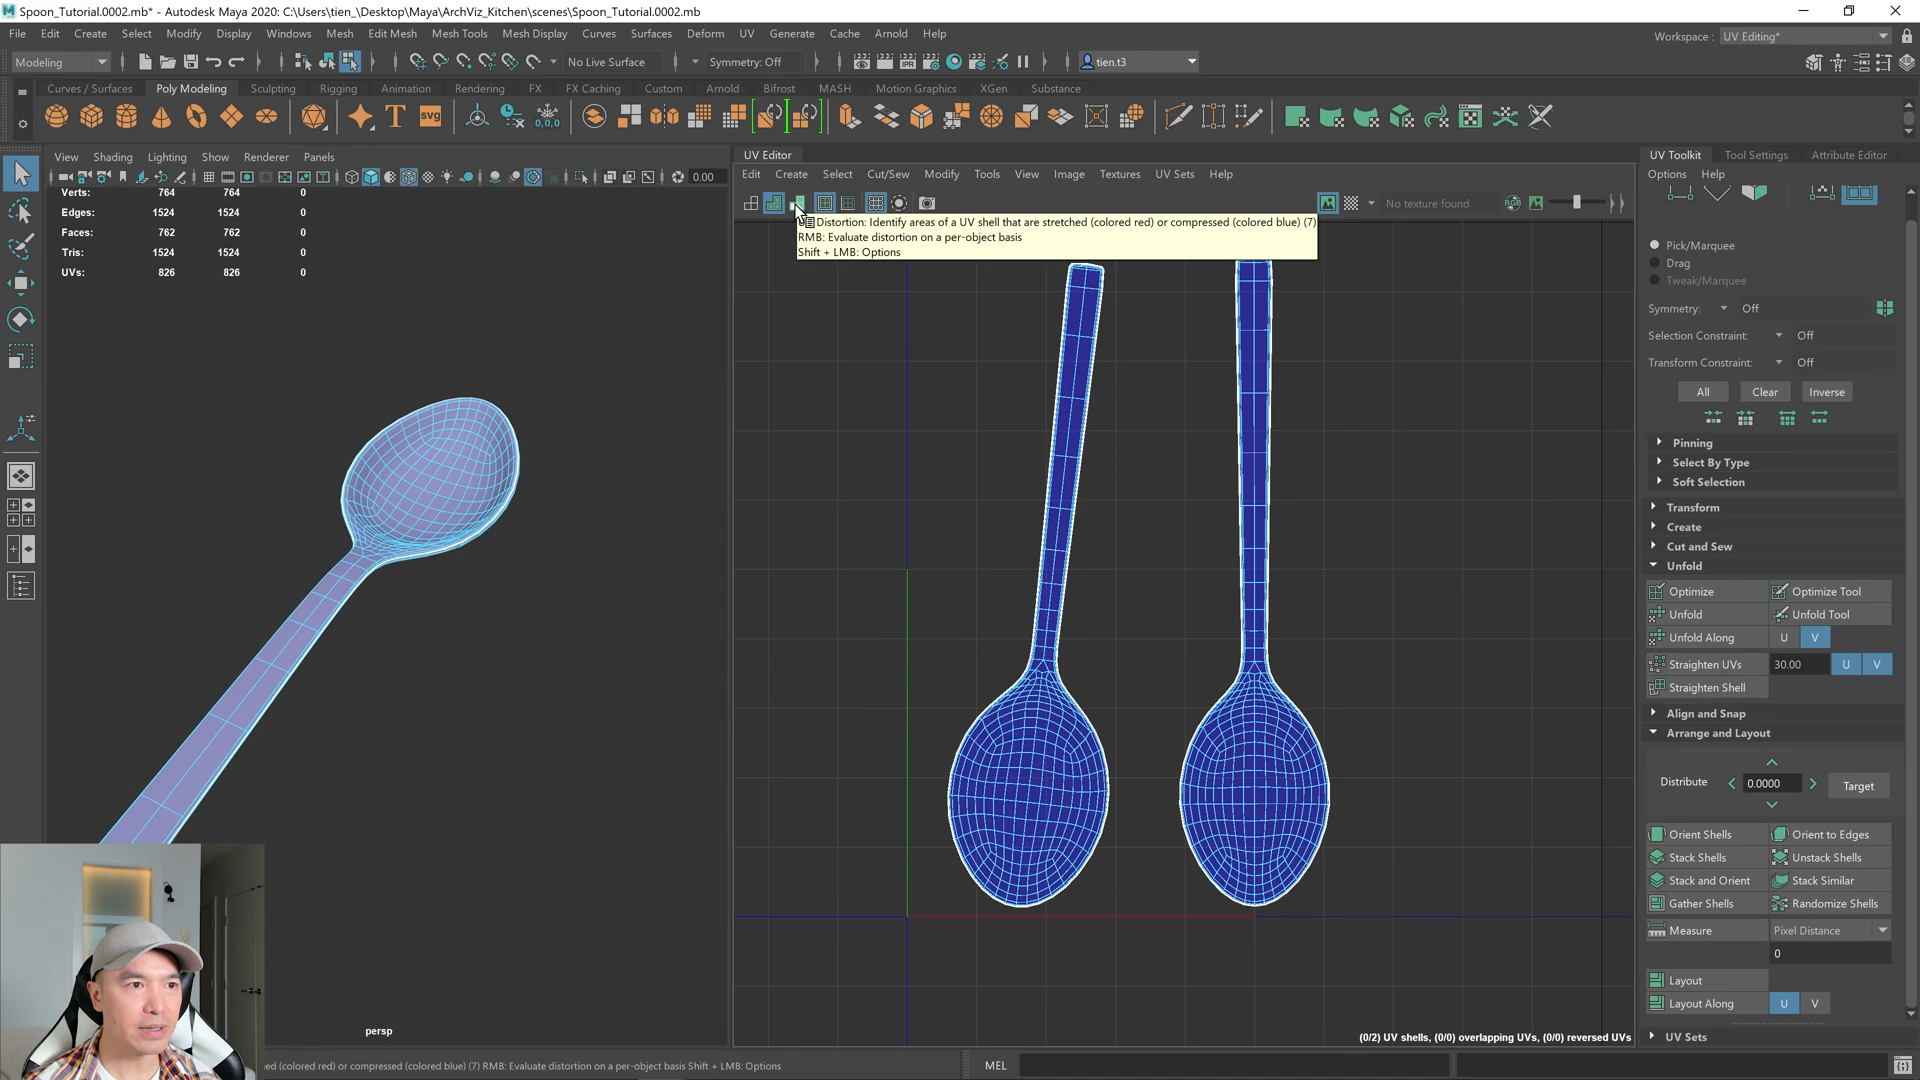 Spoon_Tutorial.0002.mb* - Autodesk Maya 2020: C:\Users\tien_\Desktop\Maya\ArchViz_Kitchen\scenes\Spoon_Tutorial.0002.mb
File Edit Create Select Modify Display Windows Mesh Edit Mesh Mesh Tools Mesh Display Curves Surfaces Deform UV Generate Cache Arnold Help
Workspace : UV Editing*
Modeling No Live Surface Symmetry: Off tien.t3
Curves / Surfaces Poly Modeling Sculpting Rigging Animation Rendering FX FX Caching Custom Arnold Bifrost MASH Motion Graphics XGen Substance
svg 0,0,0
View Shading Lighting Show Renderer Panels
0.00
Verts: 764 764 0
Edges: 1524 1524 0
Faces: 762 762 0
Tris: 1524 1524 0
UVs: 826 826 0
persp
UV Editor
Edit Create Select Cut/Sew Modify Tools View Image Textures UV Sets Help
No texture found
Distortion: Identify areas of a UV shell that are stretched (colored red) or compressed (colored blue) (7)
RMB: Evaluate distortion on a per-object basis
Shift + LMB: Options
(0/2) UV shells, (0/0) overlapping UVs, (0/0) reversed UVs
UV Toolkit Tool Settings Attribute Editor
Options Help
Pick/Marquee
Drag
Tweak/Marquee
Symmetry: Off
Selection Constraint: Off
Transform Constraint: Off
All Clear Inverse
Pinning
Select By Type
Soft Selection
Transform
Create
Cut and Sew
Unfold
Optimize Optimize Tool
Unfold Unfold Tool
Unfold Along U V
Straighten UVs 30.00 U V
Straighten Shell
Align and Snap
Arrange and Layout
Distribute 0.0000 Target
Orient Shells Orient to Edges
Stack Shells Unstack Shells
Stack and Orient Stack Similar
Gather Shells Randomize Shells
Measure Pixel Distance
0
Layout
Layout Along U V
UV Sets
ed (colored red) or compressed (colored blue) (7) RMB: Evaluate distortion on a per-object basis Shift + LMB: Options
MEL